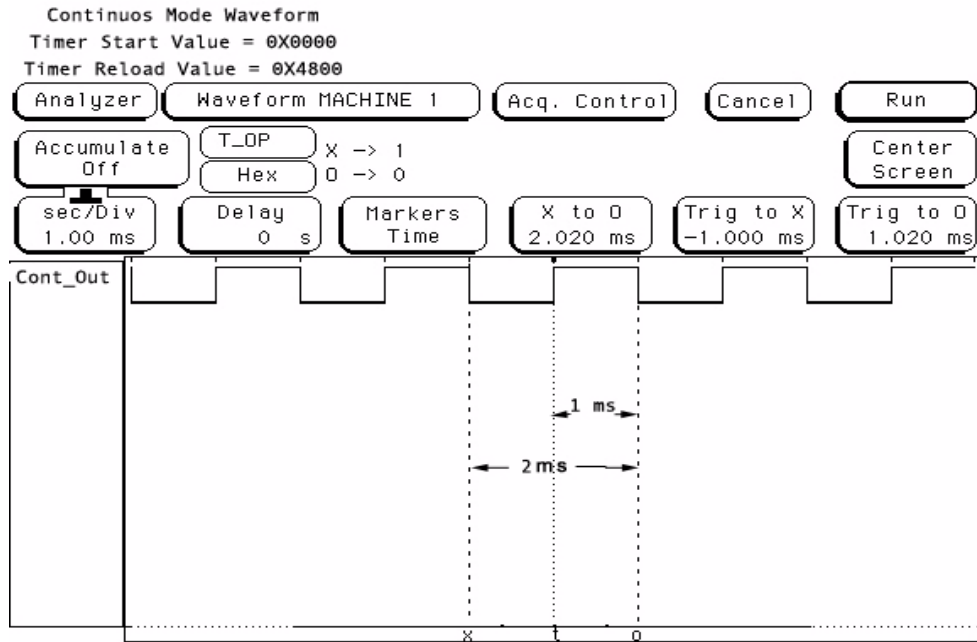 Continuos Mode Waveform
Timer Start Value = 0X0000
Timer Reload Value = 0X4800
Analyzer Waveform MACHINE 1 Acq. Control Cancel Run
Accumulate Off
T_OP X -> 1
Hex O -> 0
Center Screen
sec/Div 1.00 ms
Delay 0 s
Markers Time
X to O 2.020 ms
Trig to X -1.000 ms
Trig to O 1.020 ms
Cont_Out
1 ms
2 ms
x t o